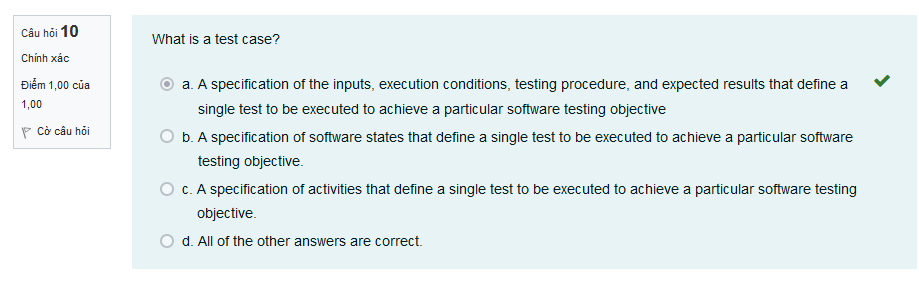 Câu hỏi 10
Chính xác
Điểm 1,00 của
1,00
Cờ câu hỏi
What is a test case?
a. A specification of the inputs, execution conditions, testing procedure, and expected results that define a
single test to be executed to achieve a particular software testing objective
b. A specification of software states that define a single test to be executed to achieve a particular software
testing objective.
c. A specification of activities that define a single test to be executed to achieve a particular software testing
objective.
d. All of the other answers are correct.